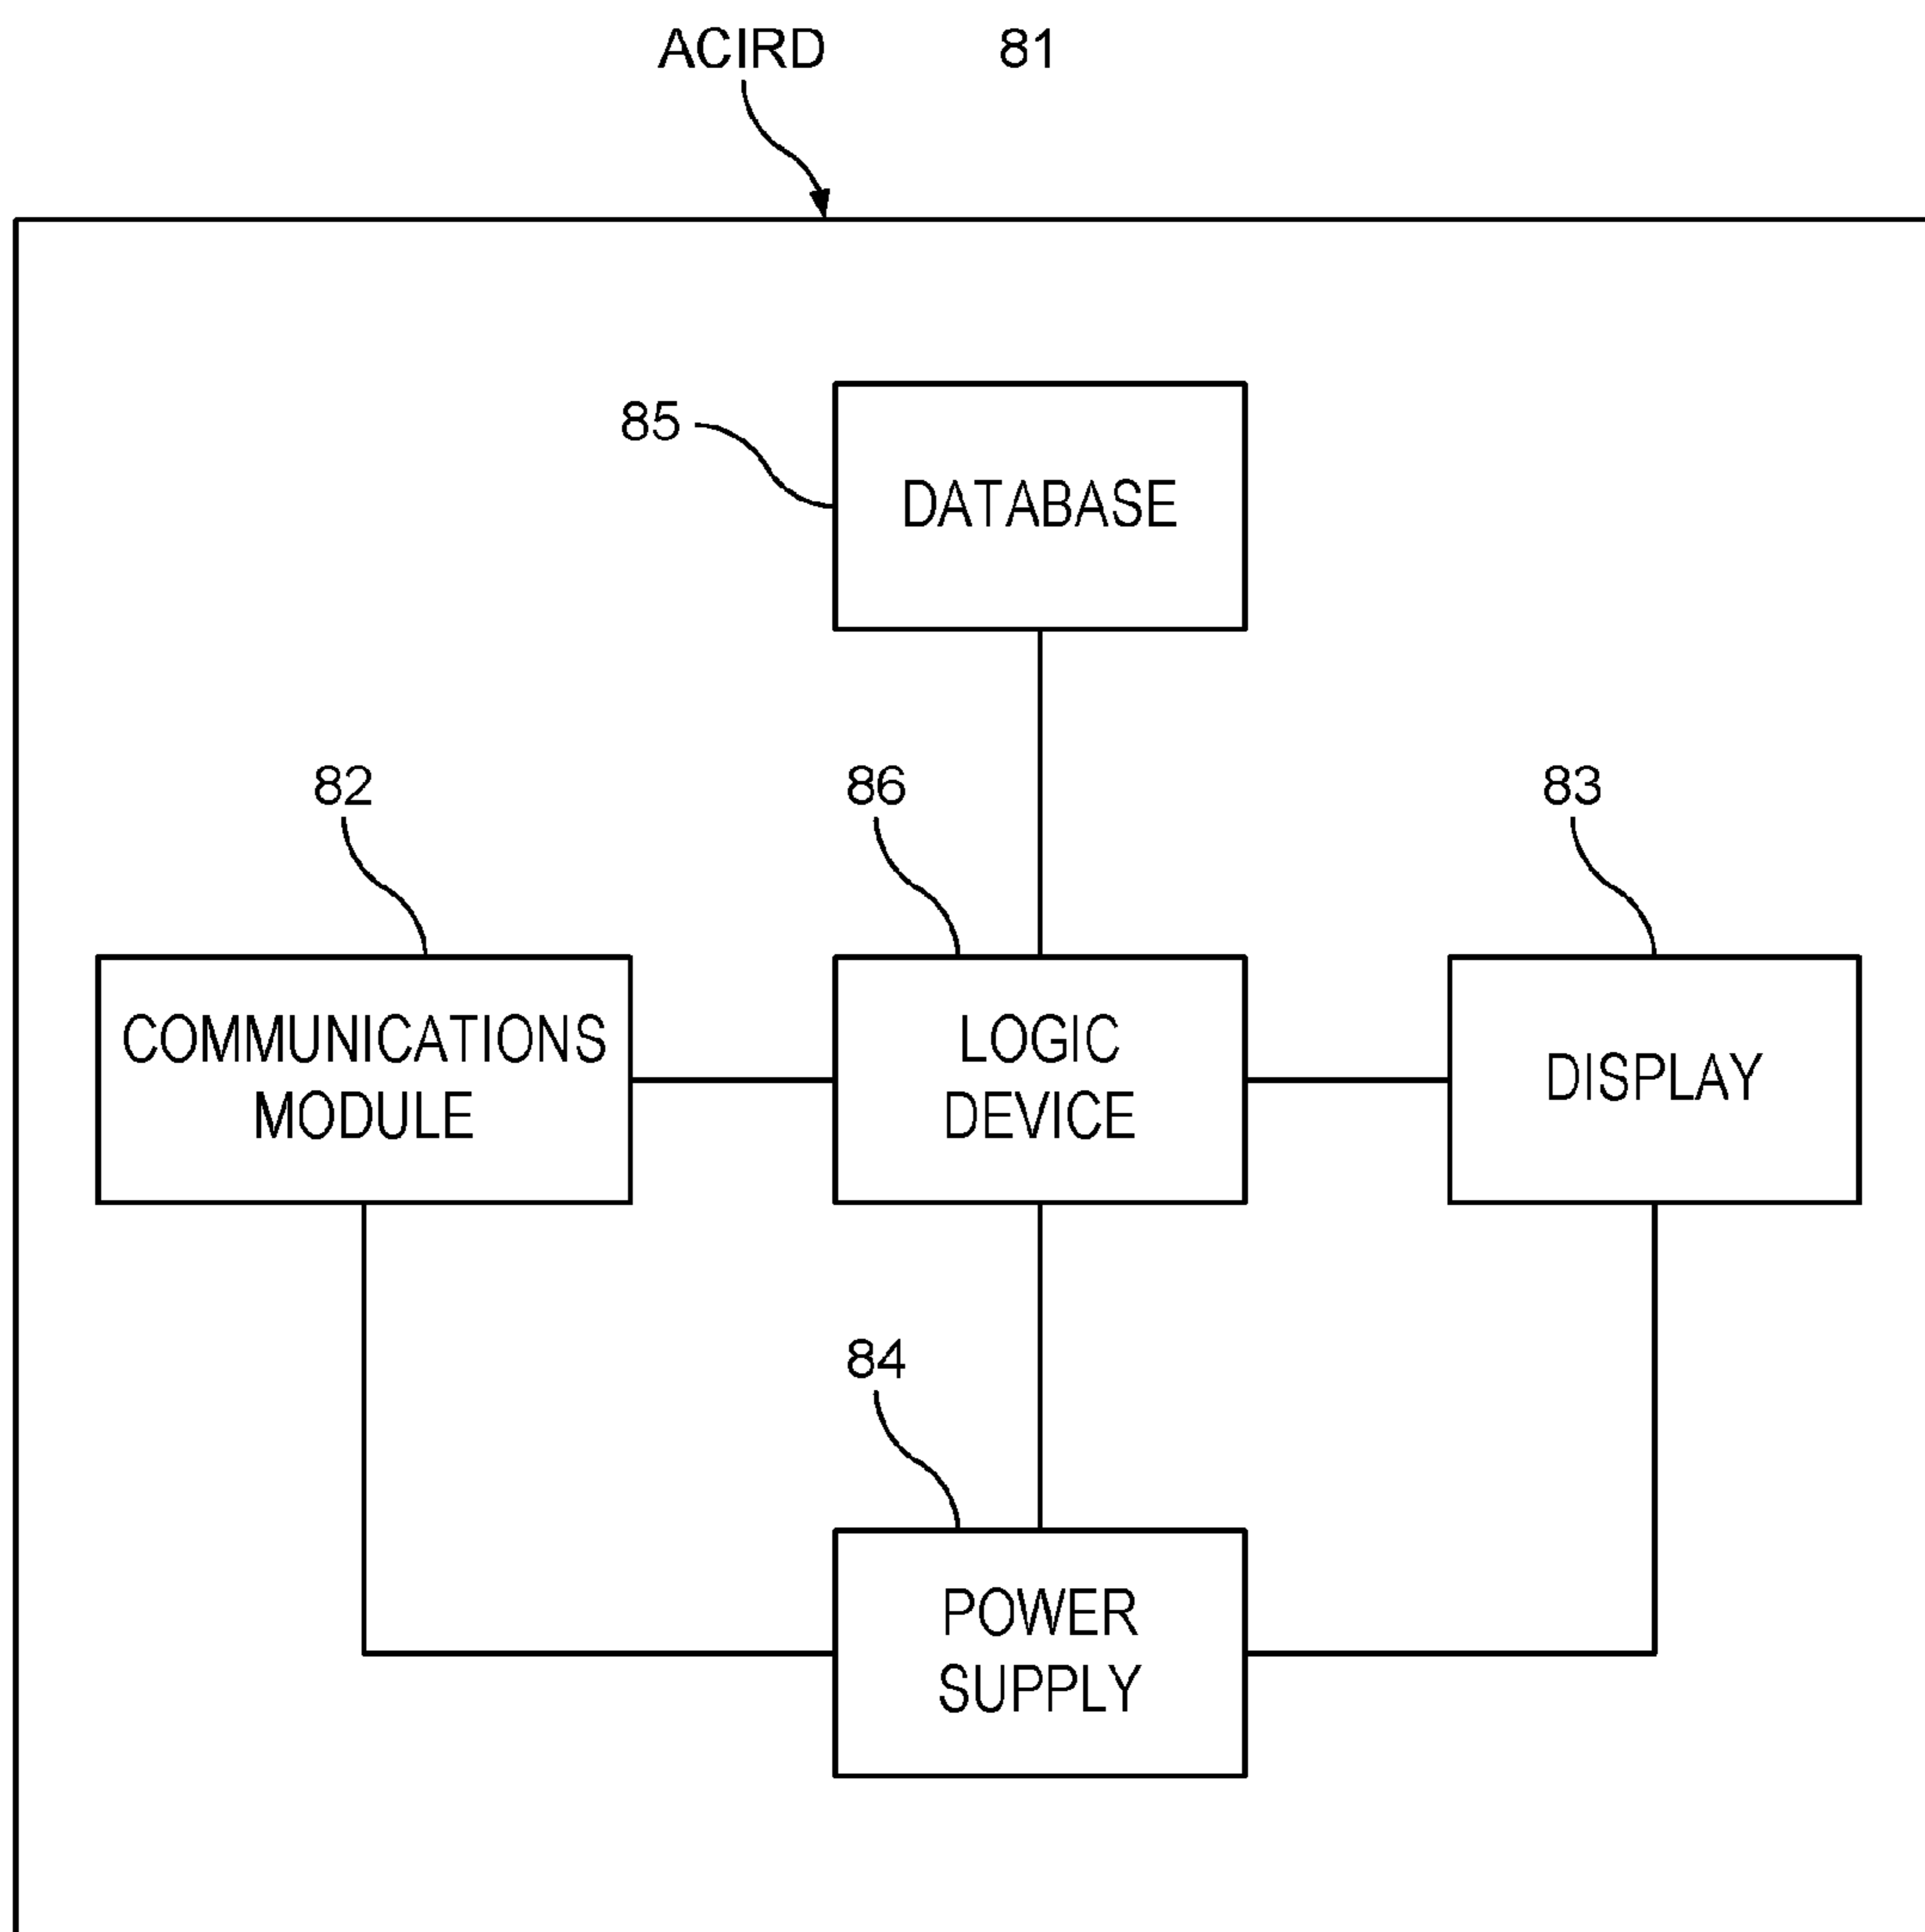 ACIRD 81
85
DATABASE
82
86
83
COMMUNICATIONS
MODULE
LOGIC
DEVICE
DISPLAY
84
POWER
SUPPLY